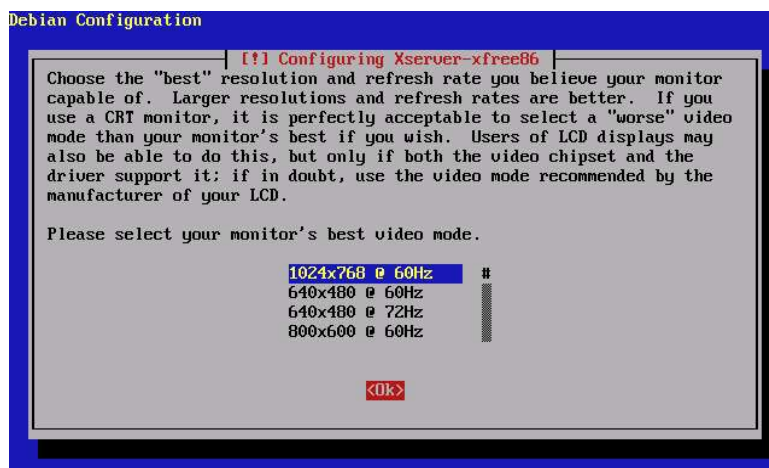 Debian Configuration
[!] Configuring Xserver-xfree86
Choose the "best" resolution and refresh rate you believe your monitor
capable of.  Larger resolutions and refresh rates are better.  If you
use a CRT monitor, it is perfectly acceptable to select a "worse" video
mode than your monitor's best if you wish.  Users of LCD displays may
also be able to do this, but only if both the video chipset and the
driver support it; if in doubt, use the video mode recommended by the
manufacturer of your LCD.
Please select your monitor's best video mode.
1024x768 @ 60Hz #
640x480 @ 60Hz
640x480 @ 72Hz
800x600 @ 60Hz
<Ok>